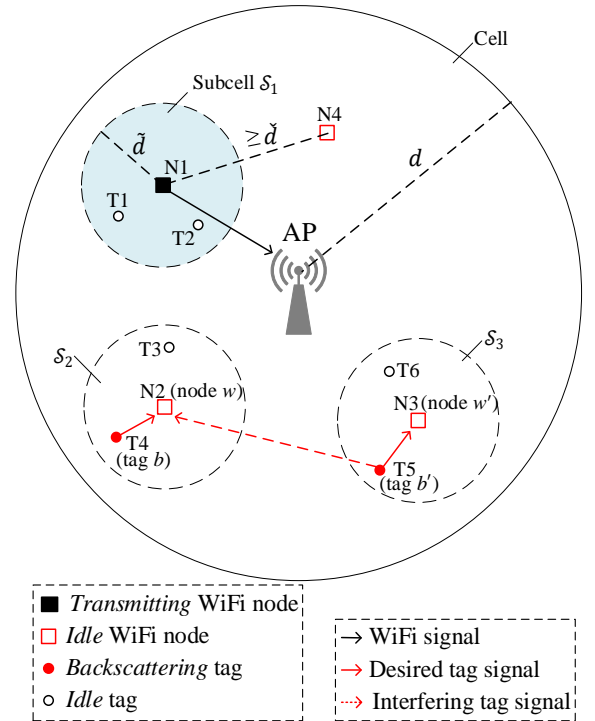 Cell
Subcell 𝒮₁
N4
d̃
≥ ď
d
N1
T1
T2
AP
T3
T6
𝒮₂
𝒮₃
N2 (node w)
N3 (node w′)
T4
(tag b)
T5
(tag b′)
Transmitting WiFi node
Idle WiFi node
Backscattering tag
Idle tag
WiFi signal
Desired tag signal
Interfering tag signal